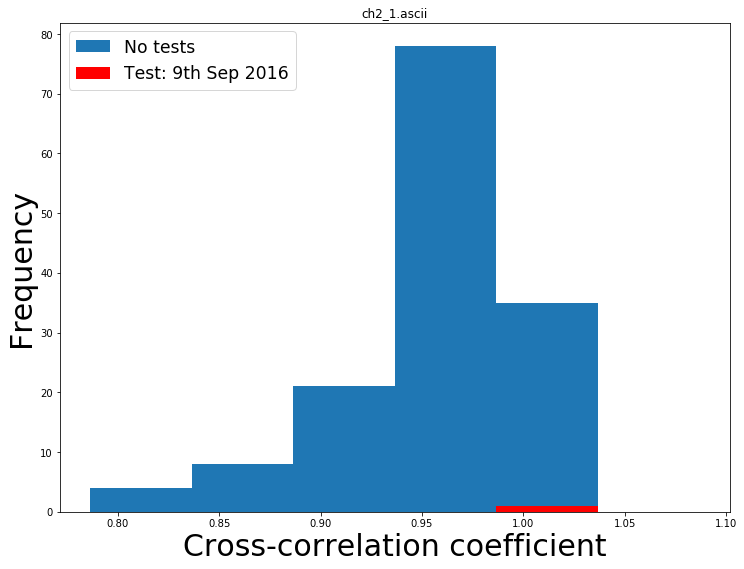 ch2_1.ascii
No tests
Test: 9th Sep 2016
Frequency
80
70
60
50
40
30
20
10
0
0.80 0.85 0.90 0.95 1.00 1.05 1.10
Cross-correlation coefficient